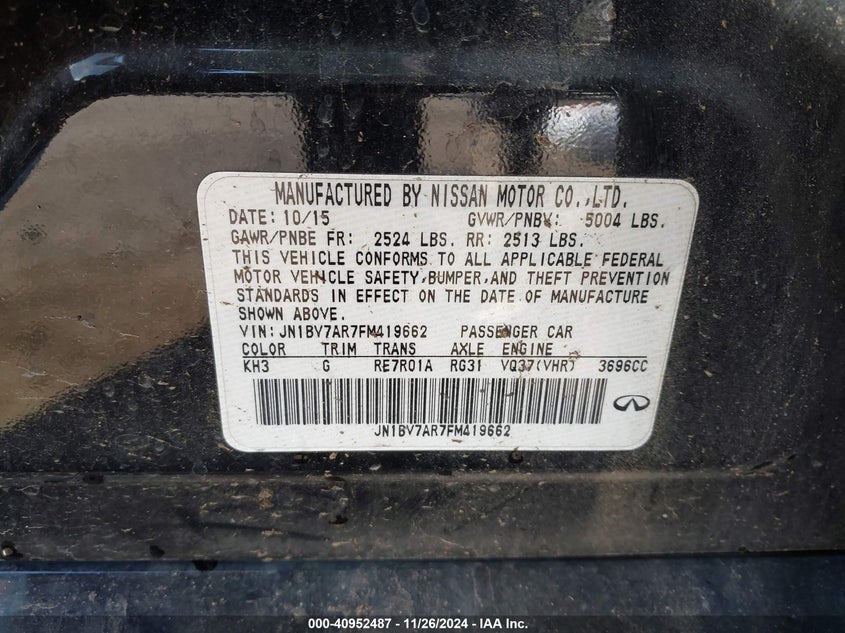 MANUFACTURED BY NISSAN MOTOR CO.,LTD.
DATE: 10/15 GVWR/PNBV: 5004 LBS.
GAWR/PNBE FR: 2524 LBS. RR: 2513 LBS.
THIS VEHICLE CONFORMS TO ALL APPLICABLE FEDERAL
MOTOR VEHICLE SAFETY,BUMPER,AND THEFT PREVENTION
STANDARDS IN EFFECT ON THE DATE OF MANUFACTURE
SHOWN ABOVE.
VIN: JN1BV7AR7FM419662 PASSENGER CAR
COLOR TRIM TRANS AXLE ENGINE
KH3 G RE7R01A RG31 VQ37(VHR) 3696CC
JN1BV7AR7FM419662
000-40952487 - 11/26/2024 - IAA Inc.